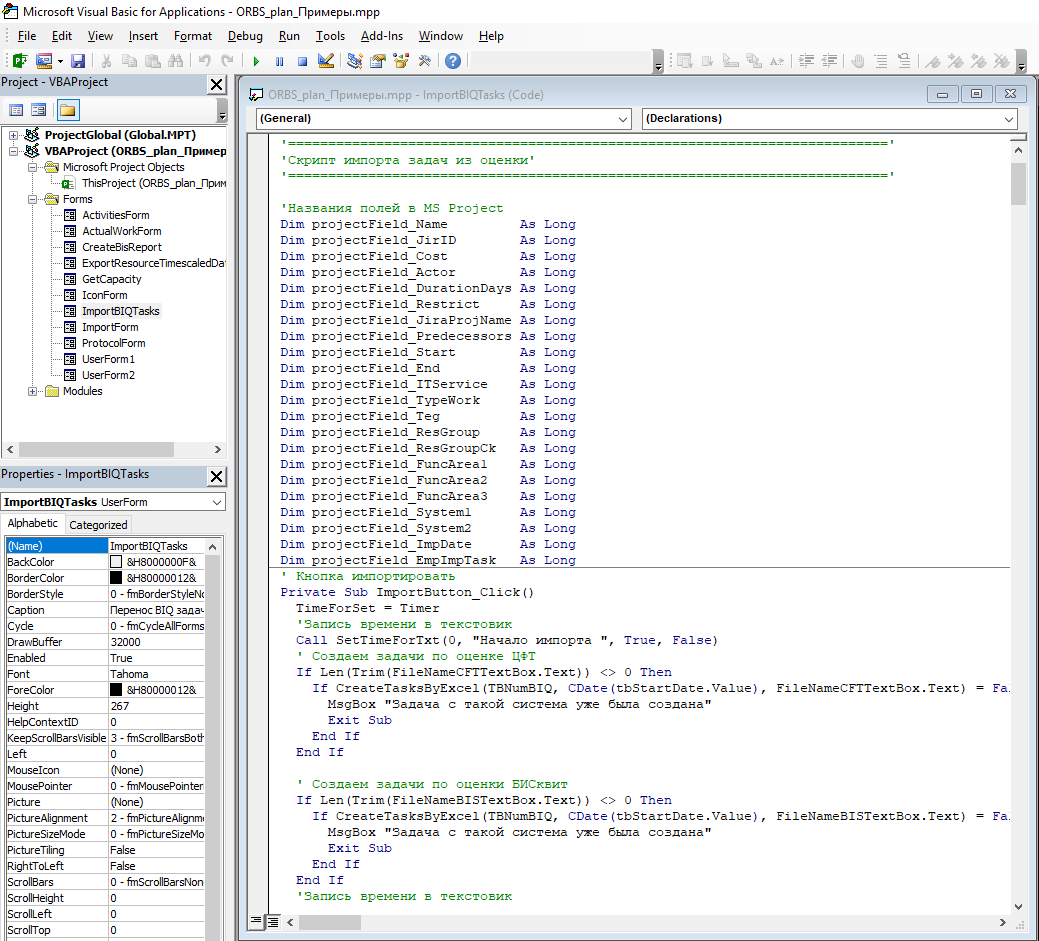 Microsoft Visual Basic for Applications - ORBS_plan_Примеры.mpp
File Edit View Insert Format Debug Run Tools Add-Ins Window Help
Project - VBAProject
ProjectGlobal (Global.MPT)
VBAProject (ORBS_plan_Пример
Microsoft Project Objects
ThisProject (ORBS_plan_Прим
Forms
ActivitiesForm
ActualWorkForm
CreateBisReport
ExportResourceTimescaledDat
GetCapacity
IconForm
ImportBIQTasks
ImportForm
ProtocolForm
UserForm1
UserForm2
Modules
Properties - ImportBIQTasks
ImportBIQTasks UserForm
Alphabetic Categorized
(Name) ImportBIQTasks
BackColor &H8000000F&
BorderColor &H80000012&
BorderStyle 0 - fmBorderStyleNo
Caption Перенос BIQ задач
Cycle 0 - fmCycleAllForms
DrawBuffer 32000
Enabled True
Font Tahoma
ForeColor &H80000012&
Height 267
HelpContextID 0
KeepScrollBarsVisible 3 - fmScrollBarsBoth
Left 0
MouseIcon (None)
MousePointer 0 - fmMousePointer
Picture (None)
PictureAlignment 2 - fmPictureAlignm
PictureSizeMode 0 - fmPictureSizeMo
PictureTiling False
RightToLeft False
ScrollBars 0 - fmScrollBarsNon
ScrollHeight 0
ScrollLeft 0
ScrollTop 0
ORBS_plan_Примеры.mpp - ImportBIQTasks (Code)
(General) (Declarations)
'==========================================================================='
'Скрипт импорта задач из оценки'
'==========================================================================='
'Названия полей в MS Project
Dim projectField_Name As Long
Dim projectField_JirID As Long
Dim projectField_Cost As Long
Dim projectField_Actor As Long
Dim projectField_DurationDays As Long
Dim projectField_Restrict As Long
Dim projectField_JiraProjName As Long
Dim projectField_Predecessors As Long
Dim projectField_Start As Long
Dim projectField_End As Long
Dim projectField_ITService As Long
Dim projectField_TypeWork As Long
Dim projectField_Teg As Long
Dim projectField_ResGroup As Long
Dim projectField_ResGroupCk As Long
Dim projectField_FuncArea1 As Long
Dim projectField_FuncArea2 As Long
Dim projectField_FuncArea3 As Long
Dim projectField_System1 As Long
Dim projectField_System2 As Long
Dim projectField_ImpDate As Long
Dim projectField_EmpImpTask As Long
' Кнопка импортировать
Private Sub ImportButton_Click()
TimeForSet = Timer
'Запись времени в текстовик
Call SetTimeForTxt(0, "Начало импорта ", True, False)
' Создаем задачи по оценке ЦФТ
If Len(Trim(FileNameCFTTextBox.Text)) <> 0 Then
If CreateTasksByExcel(TBNumBIQ, CDate(tbStartDate.Value), FileNameCFTTextBox.Text) = Fa
MsgBox "Задача с такой система уже была создана"
Exit Sub
End If
End If
' Создаем задачи по оценки БИСквит
If Len(Trim(FileNameBISTextBox.Text)) <> 0 Then
If CreateTasksByExcel(TBNumBIQ, CDate(tbStartDate.Value), FileNameBISTextBox.Text) = Fa
MsgBox "Задача с такой система уже была создана"
Exit Sub
End If
End If
'Запись времени в текстовик